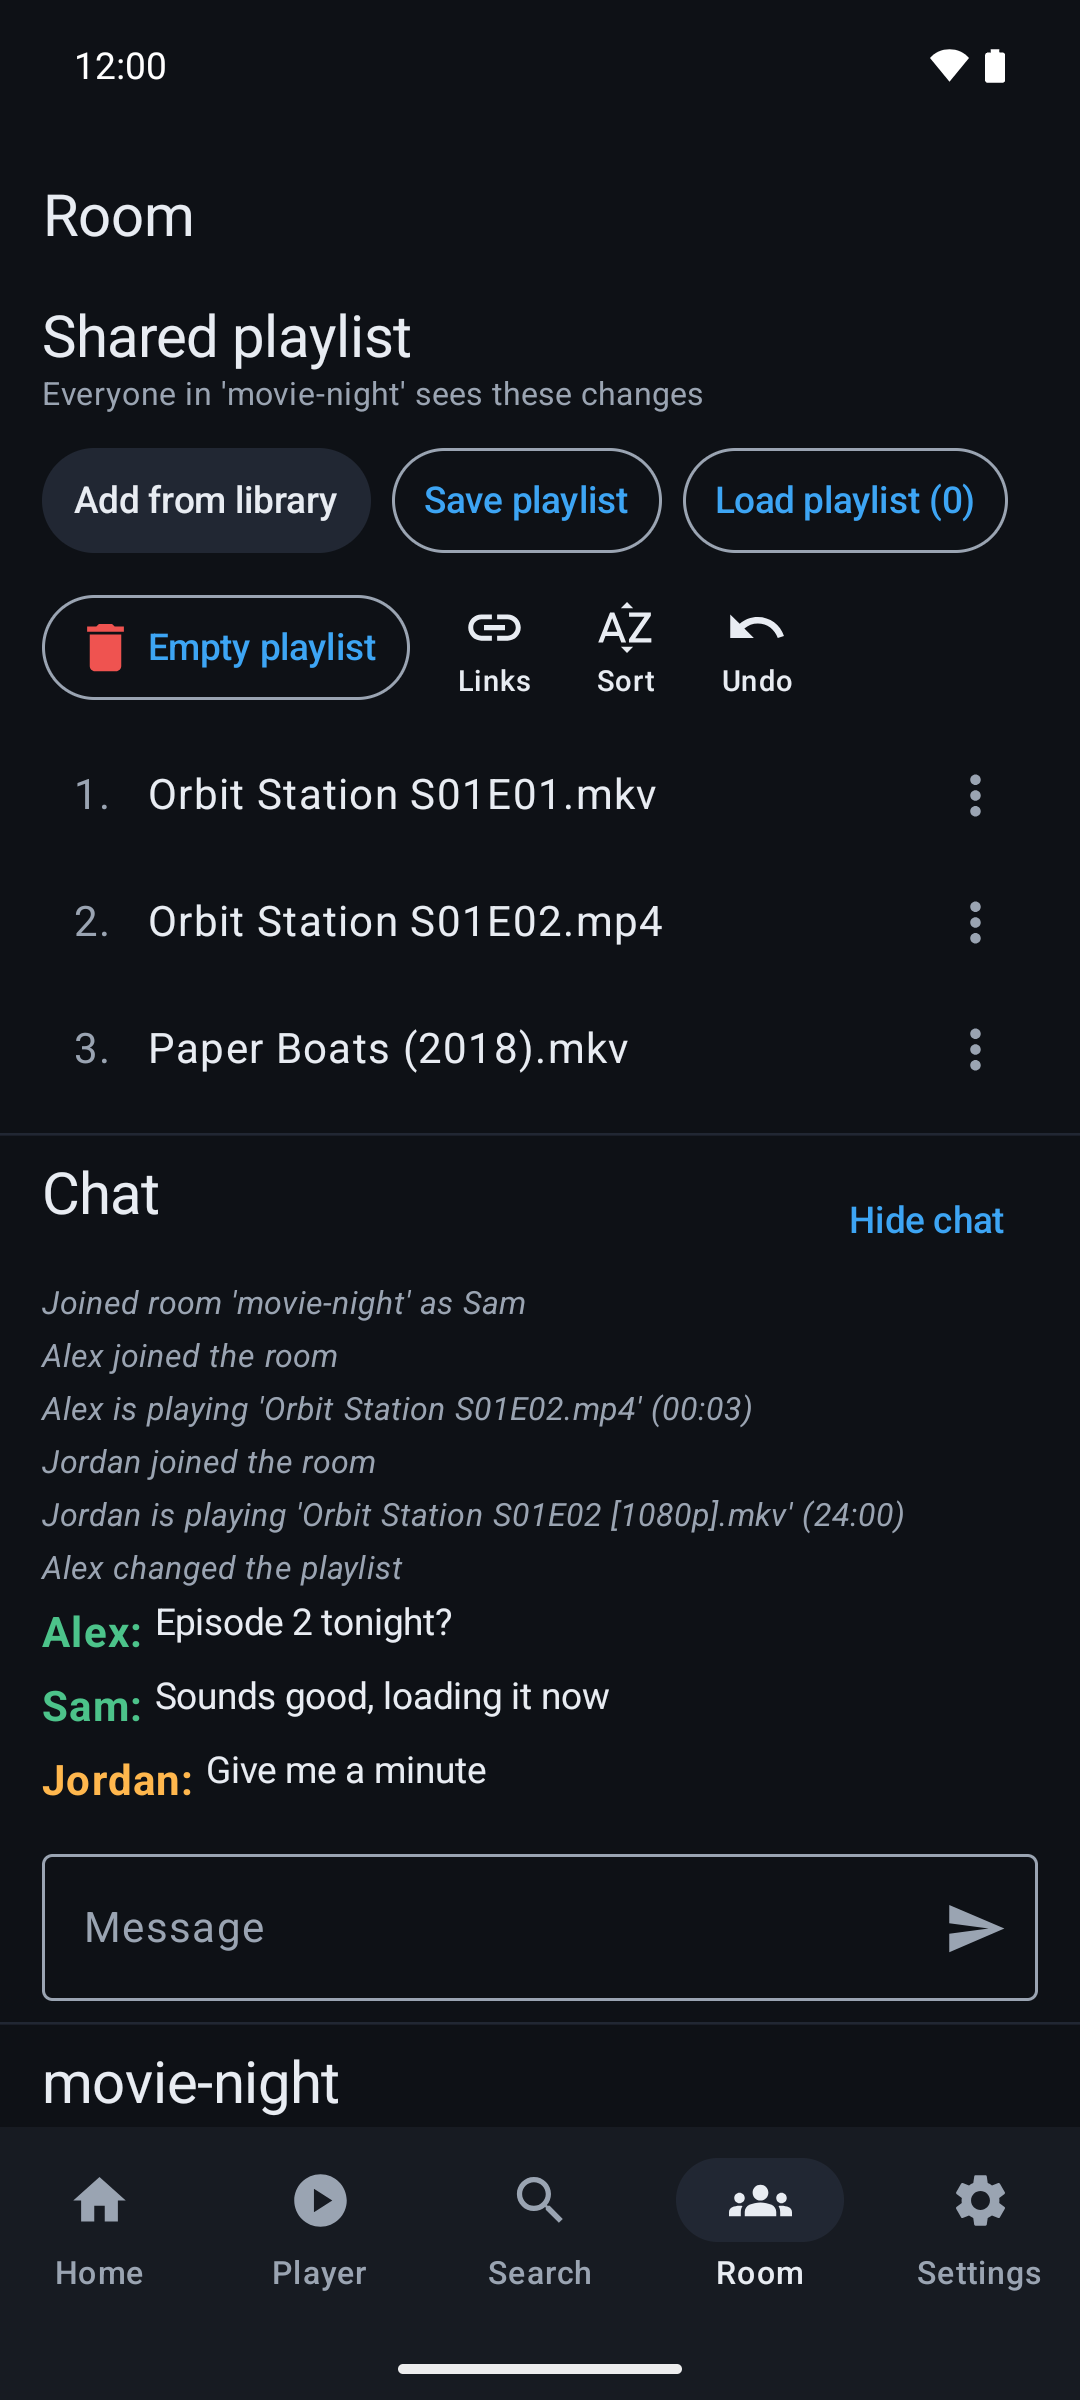 12:00
Room
Shared playlist
Everyone in 'movie-night' sees these changes
Add from library
Save playlist
Load playlist (0)
Empty playlist
Links
Sort
Undo
1. Orbit Station S01E01.mkv
2. Orbit Station S01E02.mp4
3. Paper Boats (2018).mkv
Chat
Hide chat
Joined room 'movie-night' as Sam
Alex joined the room
Alex is playing 'Orbit Station S01E02.mp4' (00:03)
Jordan joined the room
Jordan is playing 'Orbit Station S01E02 [1080p].mkv' (24:00)
Alex changed the playlist
Alex: Episode 2 tonight?
Sam: Sounds good, loading it now
Jordan: Give me a minute
Message
movie-night
Home
Player
Search
Room
Settings